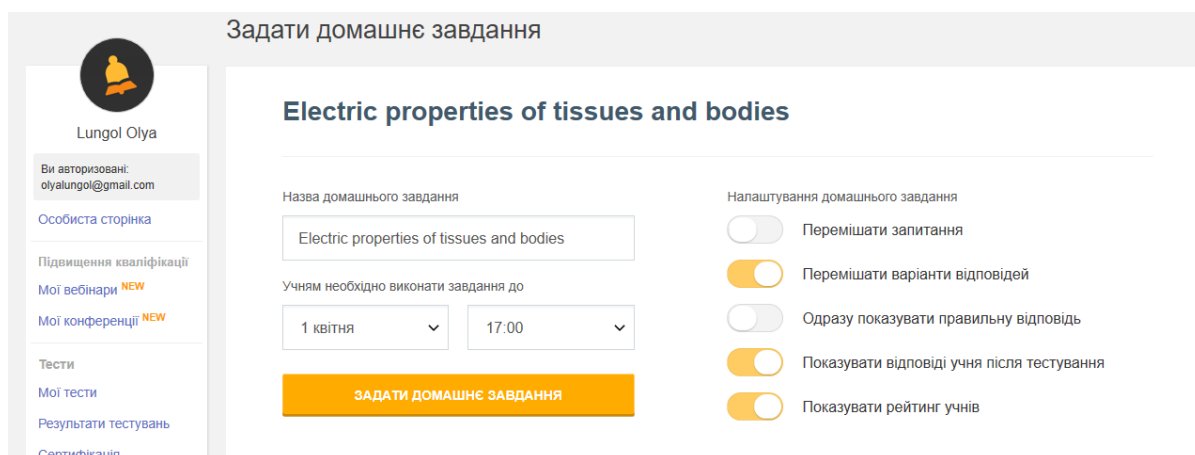 Задати домашнє завдання
Lungol Olya
Ви авторизовані:
olyalungol@gmail.com
Особиста сторінка
Підвищення кваліфікації
Мої вебінари NEW
Мої конференції NEW
Тести
Мої тести
Результати тестувань
Сертифікація
Electric properties of tissues and bodies
Назва домашнього завдання
Electric properties of tissues and bodies
Учням необхідно виконати завдання до
1 квітня
17:00
ЗАДАТИ ДОМАШНЄ ЗАВДАННЯ
Налаштування домашнього завдання
Перемішати запитання
Перемішати варіанти відповідей
Одразу показувати правильну відповідь
Показувати відповіді учня після тестування
Показувати рейтинг учнів